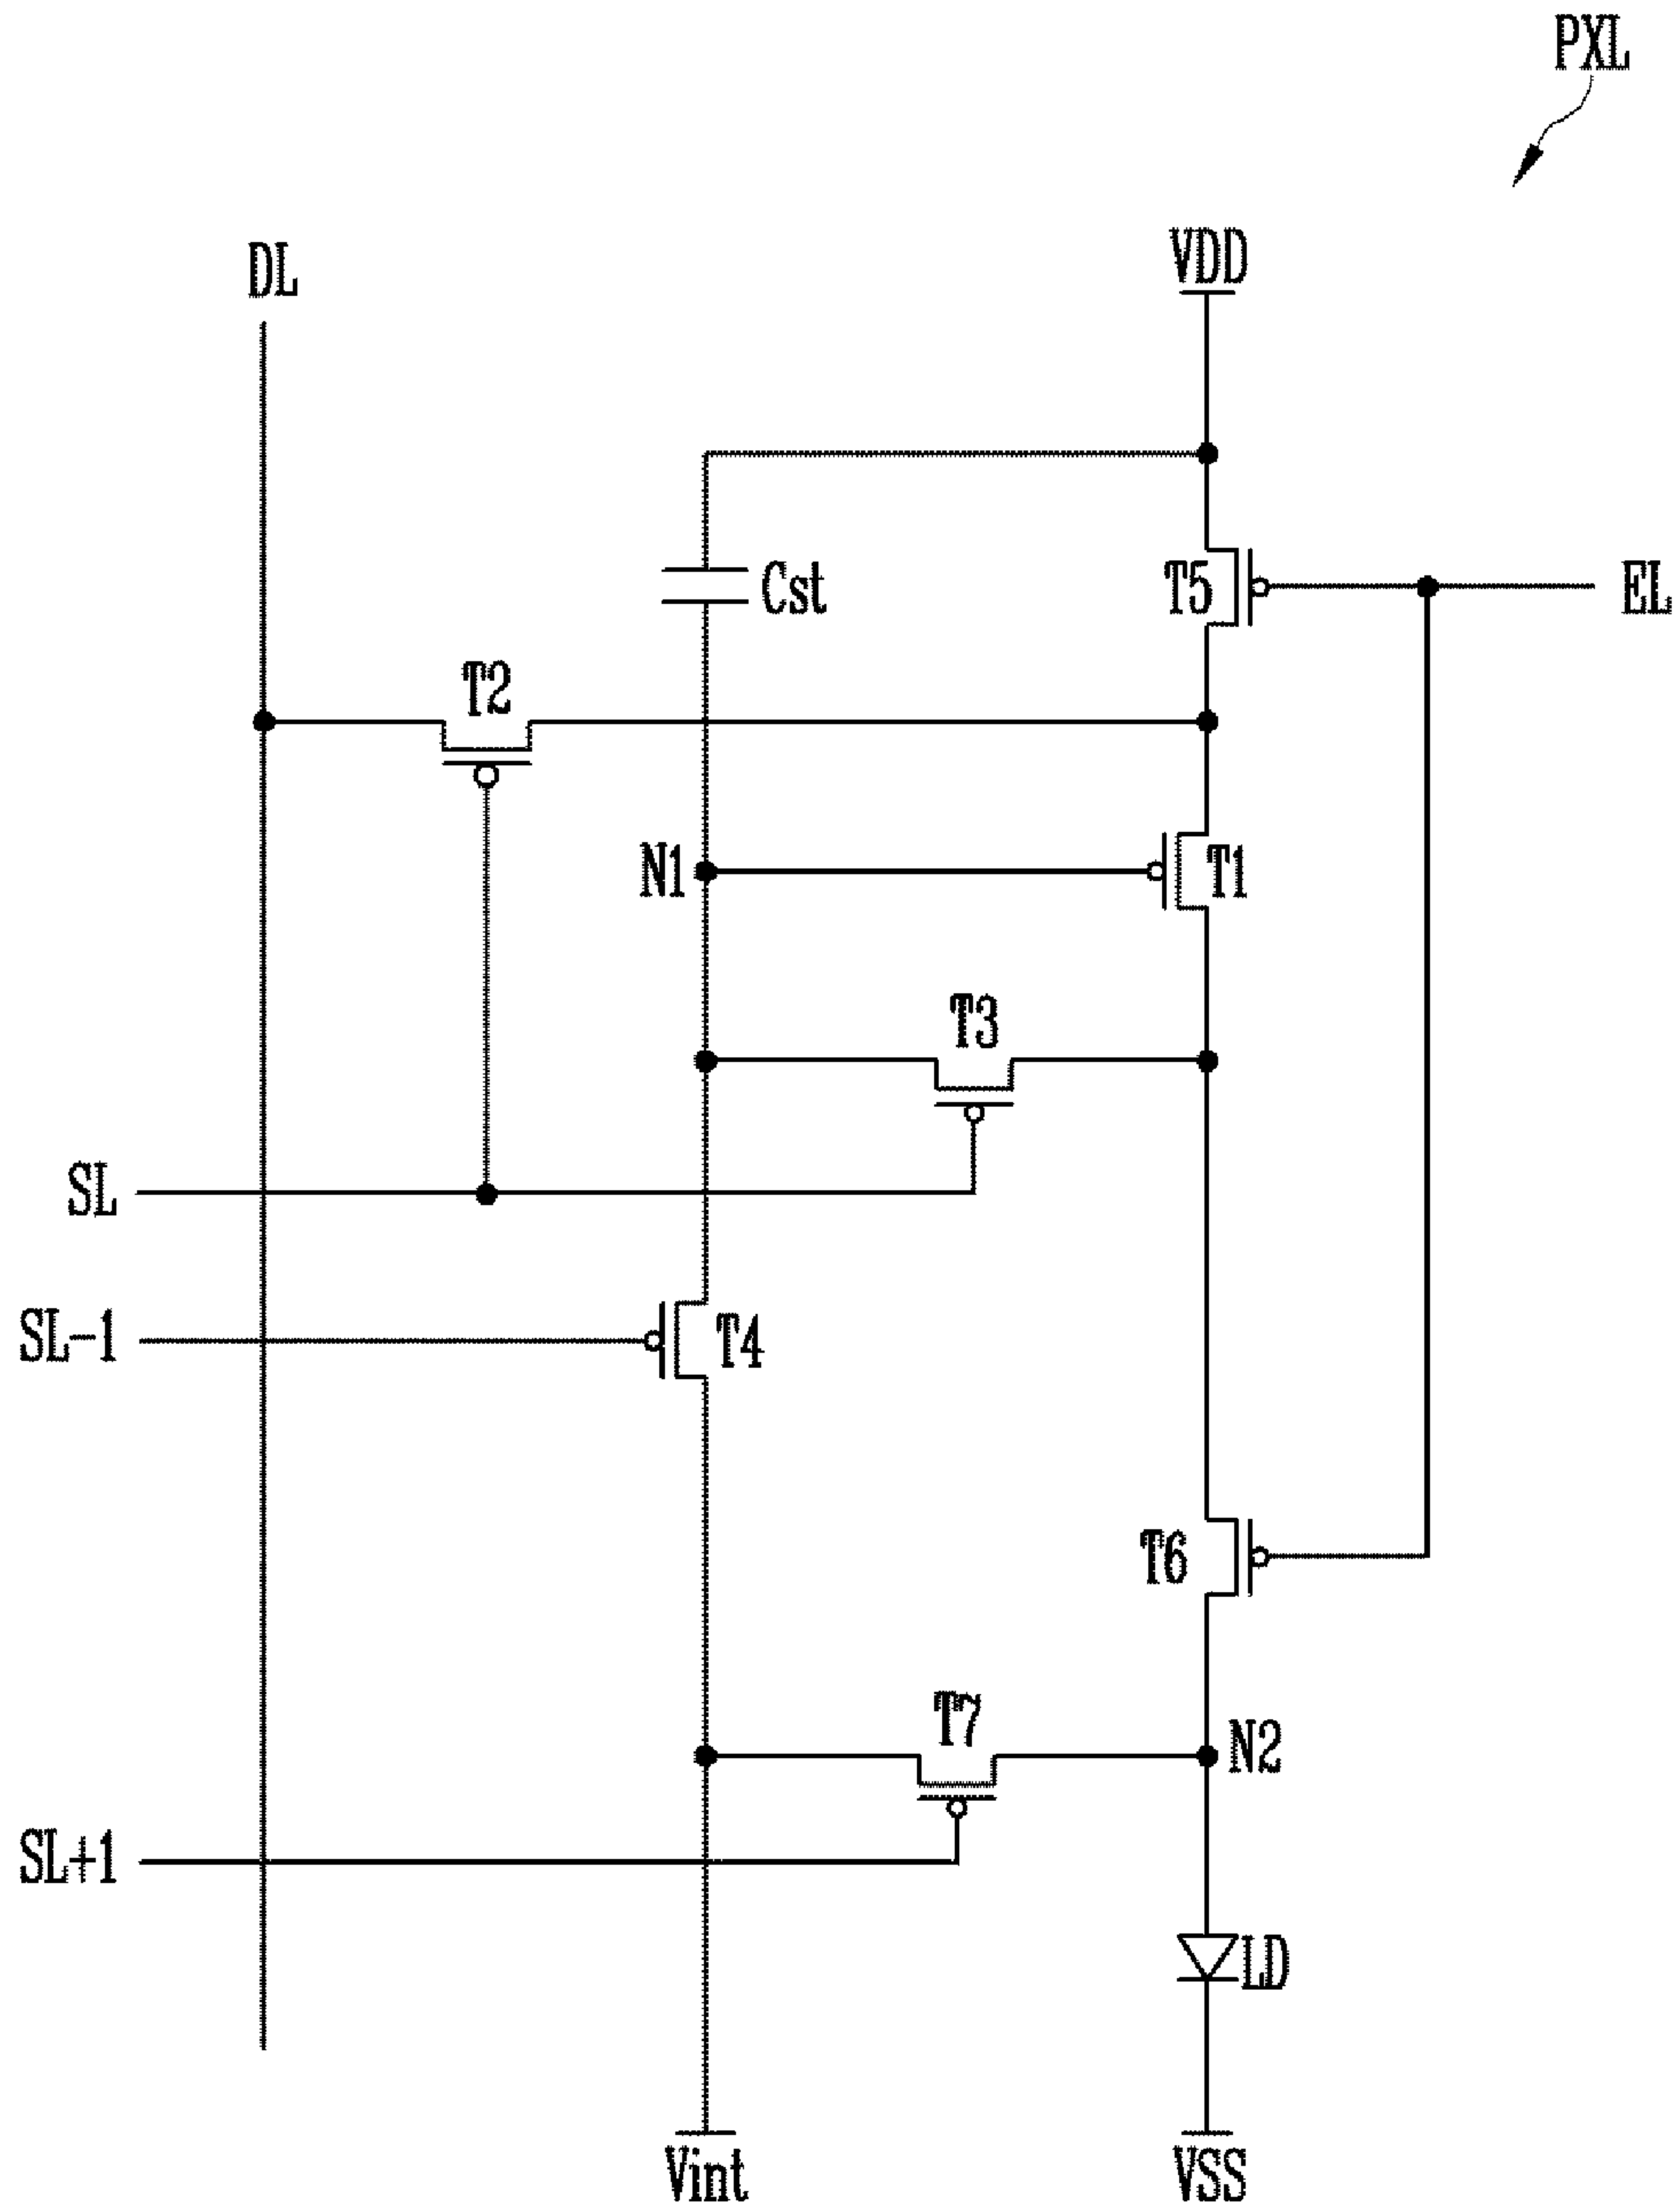 PXL
DL
VDD
Cst
T5
EL
T2
N1
T1
T3
SL
SL-1
T4
T6
T7
N2
SL+1
LD
Vint
VSS